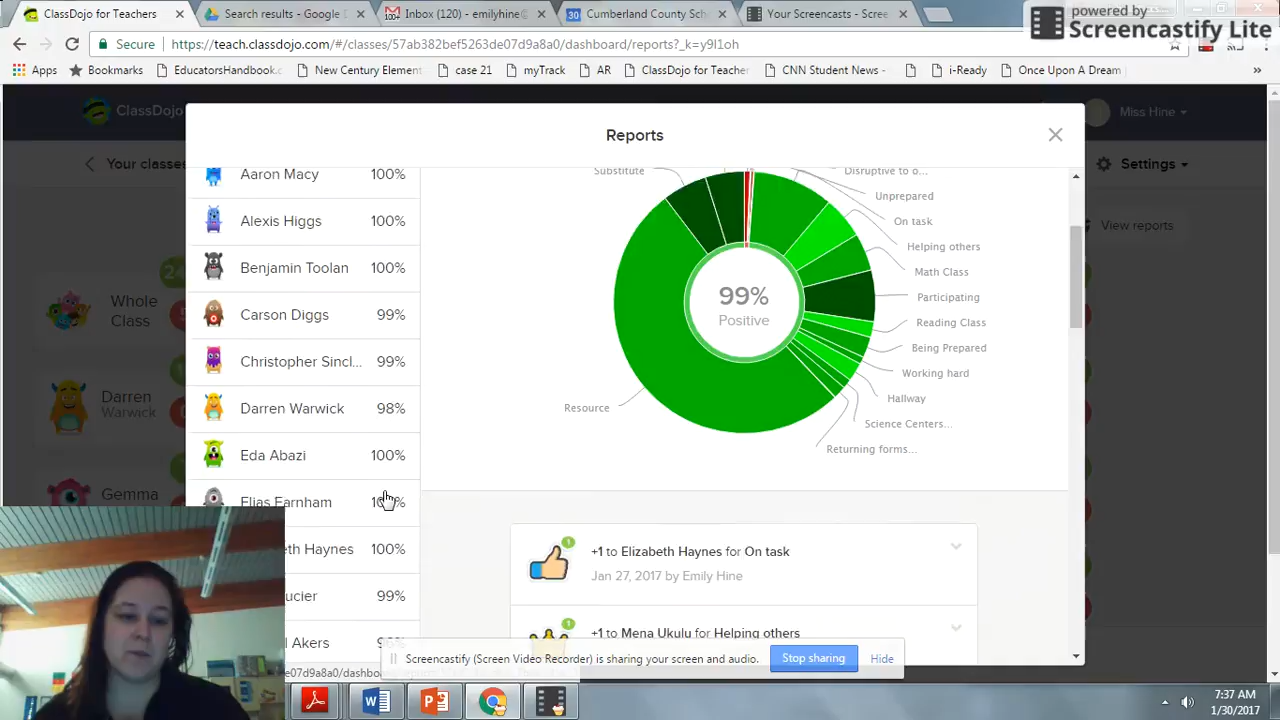 ClassDojo for Teachers
Search results - Google
Inbox (120) - emilyhine@
Cumberland County Sch
Your Screencasts - Scree
powered by
Screencastify Lite
Secure
https://teach.classdojo.com/
dashboard/reports?_k=y9I1oh
Apps
Bookmarks
EducatorsHandbook.c
New Century Element
case 21
myTrack
AR
ClassDojo for Teacher
CNN Student News -
i-Ready
Once Upon A Dream
»
ClassDojo
Miss Hine
Your classes
Settings
View reports
Whole
Class
Darren
Warwick
Gemma
Reports
Aaron Macy 100%
Alexis Higgs 100%
Benjamin Toolan 100%
Carson Diggs 99%
Christopher Sincl... 99%
Darren Warwick 98%
Eda Abazi 100%
Elias Farnham
eth Haynes 100%
ucier 99%
l Akers
Substitute
Disruptive to o...
Unprepared
On task
Helping others
Math Class
Participating
Reading Class
Being Prepared
Working hard
Hallway
Science Centers...
Returning forms...
Resource
99%
Positive
1
+1 to Elizabeth Haynes for On task
Jan 27, 2017 by Emily Hine
1
+1 to Mena Ukulu for Helping others
Screencastify (Screen Video Recorder) is sharing your screen and audio.
Stop sharing
Hide
e07d9a8a0/dashbo
7:37 AM
1/30/2017